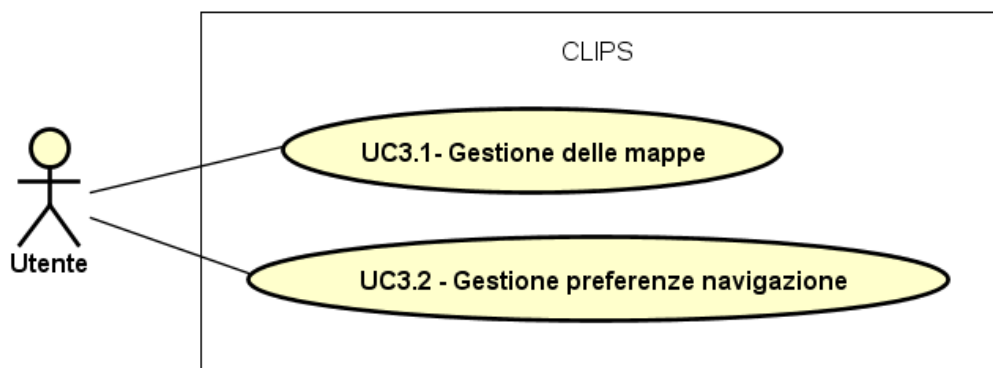 CLIPS
UC3.1- Gestione delle mappe
Utente
UC3.2 - Gestione preferenze navigazione